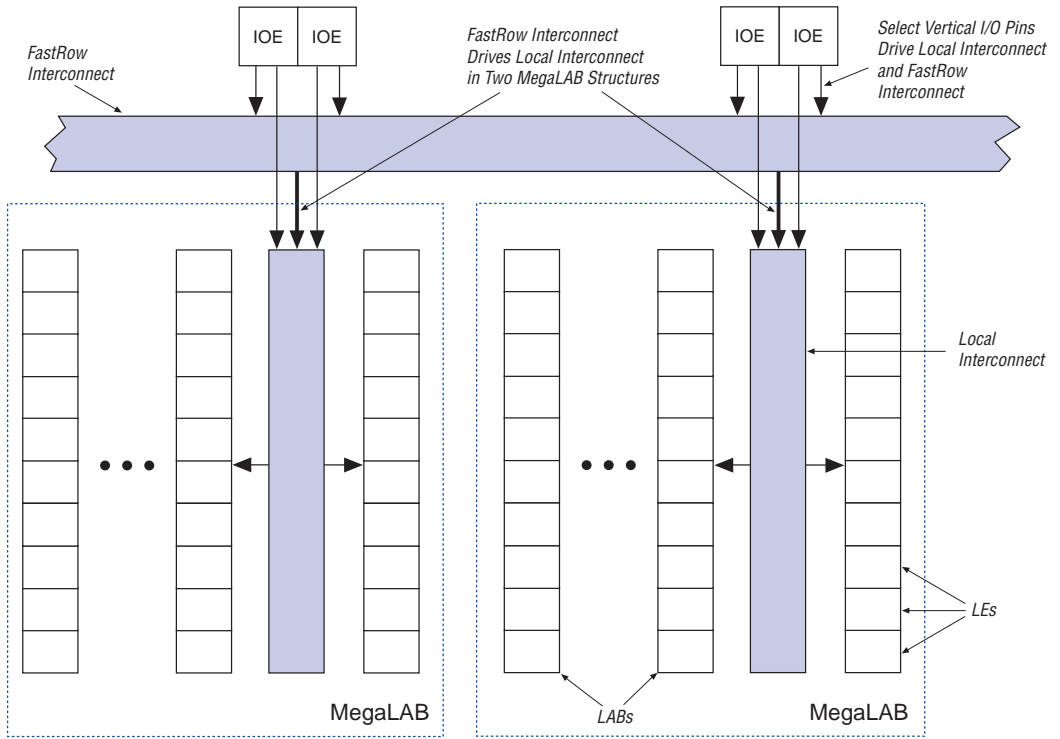 IOE IOE
IOE IOE
FastRow
Interconnect
FastRow Interconnect
Drives Local Interconnect
in Two MegaLAB Structures
Select Vertical I/O Pins
Drive Local Interconnect
and FastRow
Interconnect
Local
Interconnect
LEs
LABs
MegaLAB
MegaLAB